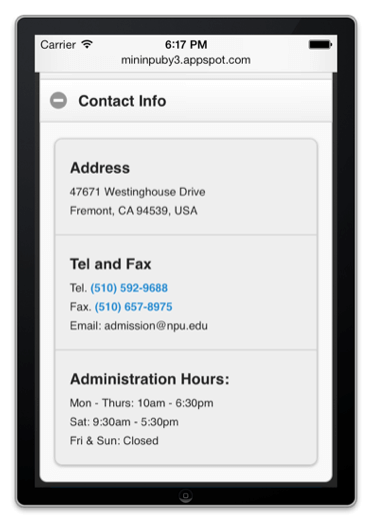 Carrier 6:17 PM
mininpuby3.appspot.com
Contact Info
Address
47671 Westinghouse Drive
Fremont, CA 94539, USA
Tel and Fax
Tel. (510) 592-9688
Fax. (510) 657-8975
Email: admission@npu.edu
Administration Hours:
Mon - Thurs: 10am - 6:30pm
Sat: 9:30am - 5:30pm
Fri & Sun: Closed